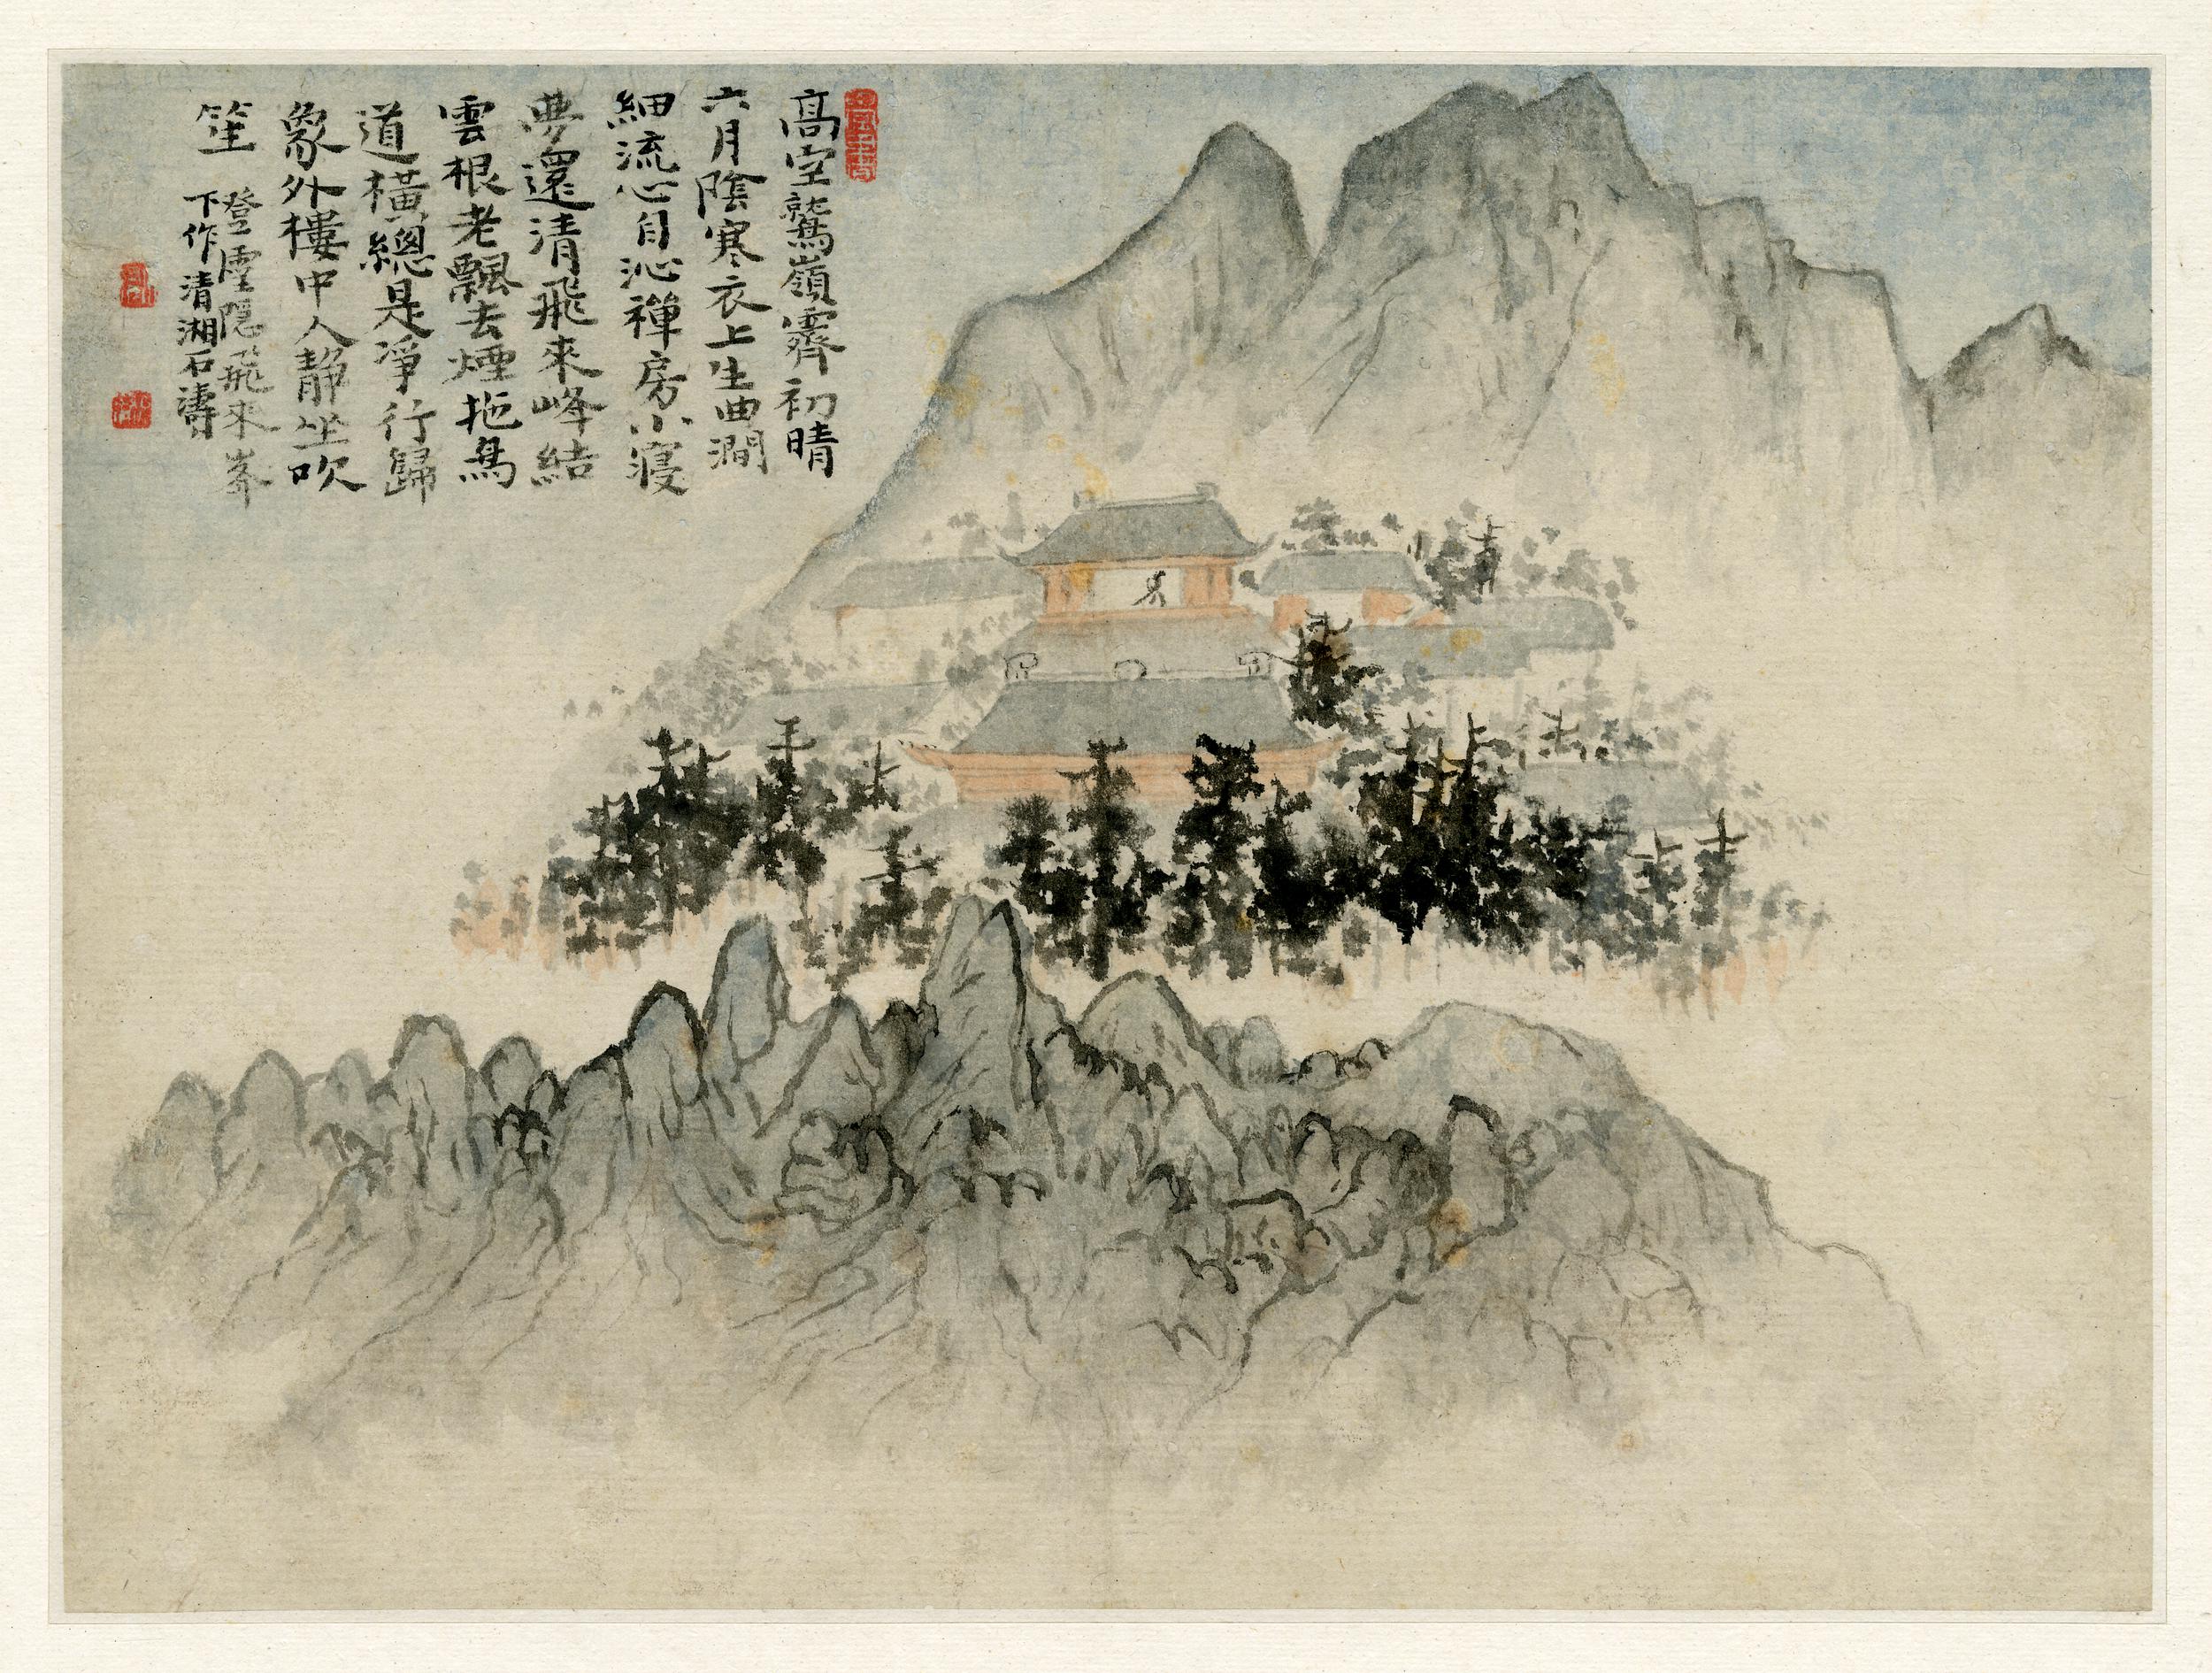 高空鷲嶺霽初晴
六月陰寒衣上生曲澗
細流心自沁禪房小寢
夢還清飛來峰結
雲根老飄去煙拖鳥
道橫總是凈行歸
象外樓中人靜坐吹
笙
登靈隱飛來峯
下作清湘石濤